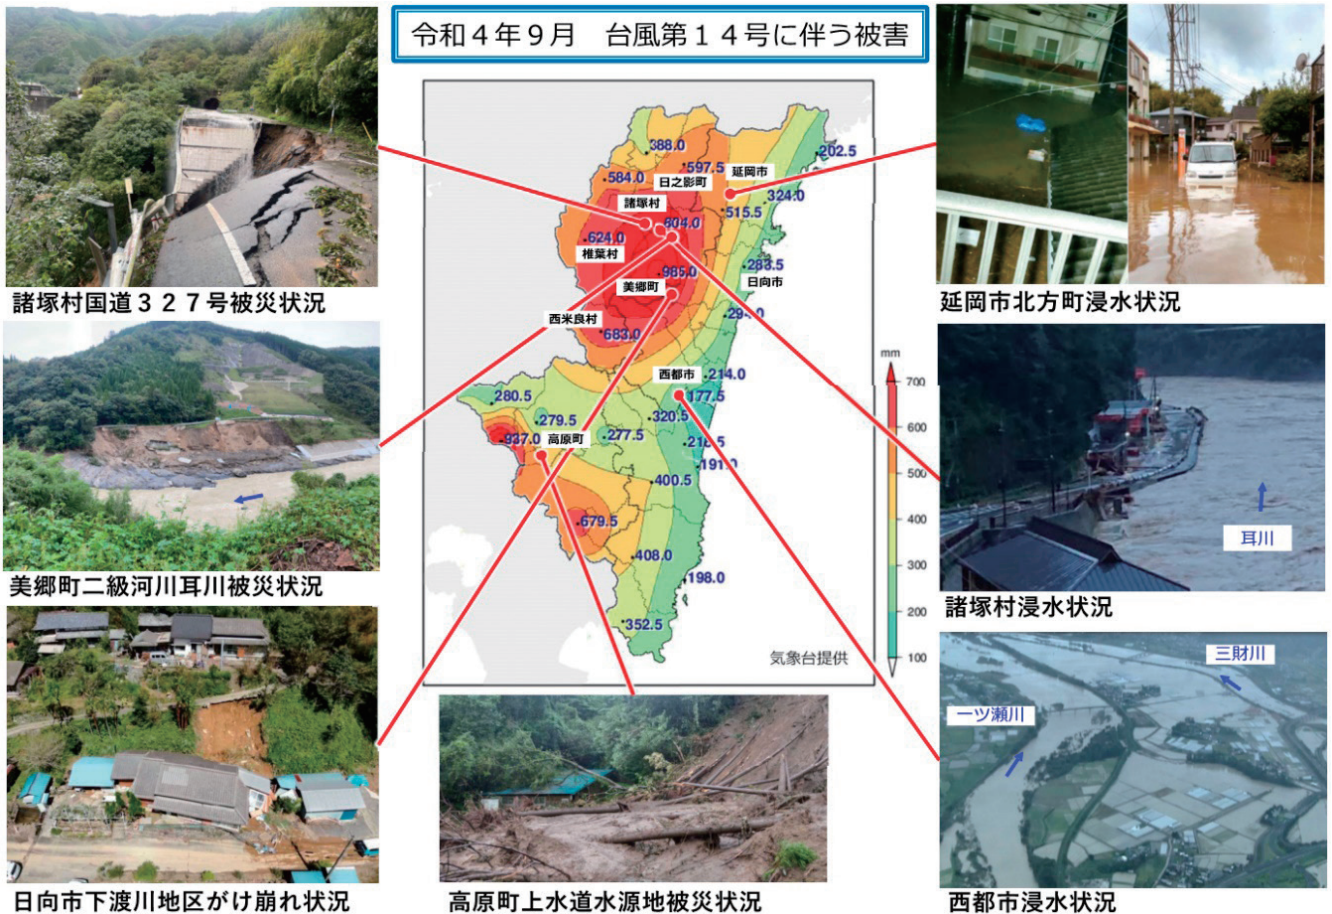 令和４年９月　台風第１４号に伴う被害
諸塚村国道３２７号被災状況
美郷町二級河川耳川被災状況
日向市下渡川地区がけ崩れ状況
388.0
202.5
597.5
延岡市
584.0
日之影町
324.0
諸塚村
515.5
604.0
624.0
椎葉村
985.0
283.5
美郷町
日向市
西米良村
294.0
683.0
西都市
214.0
280.5
177.5
279.5
320.5
937.0
高原町
277.5
218.5
191.0
400.5
679.5
408.0
198.0
352.5
気象台提供
mm
700
600
500
400
300
200
100
高原町上水道水源地被災状況
延岡市北方町浸水状況
耳川
諸塚村浸水状況
三財川
一ツ瀬川
西都市浸水状況